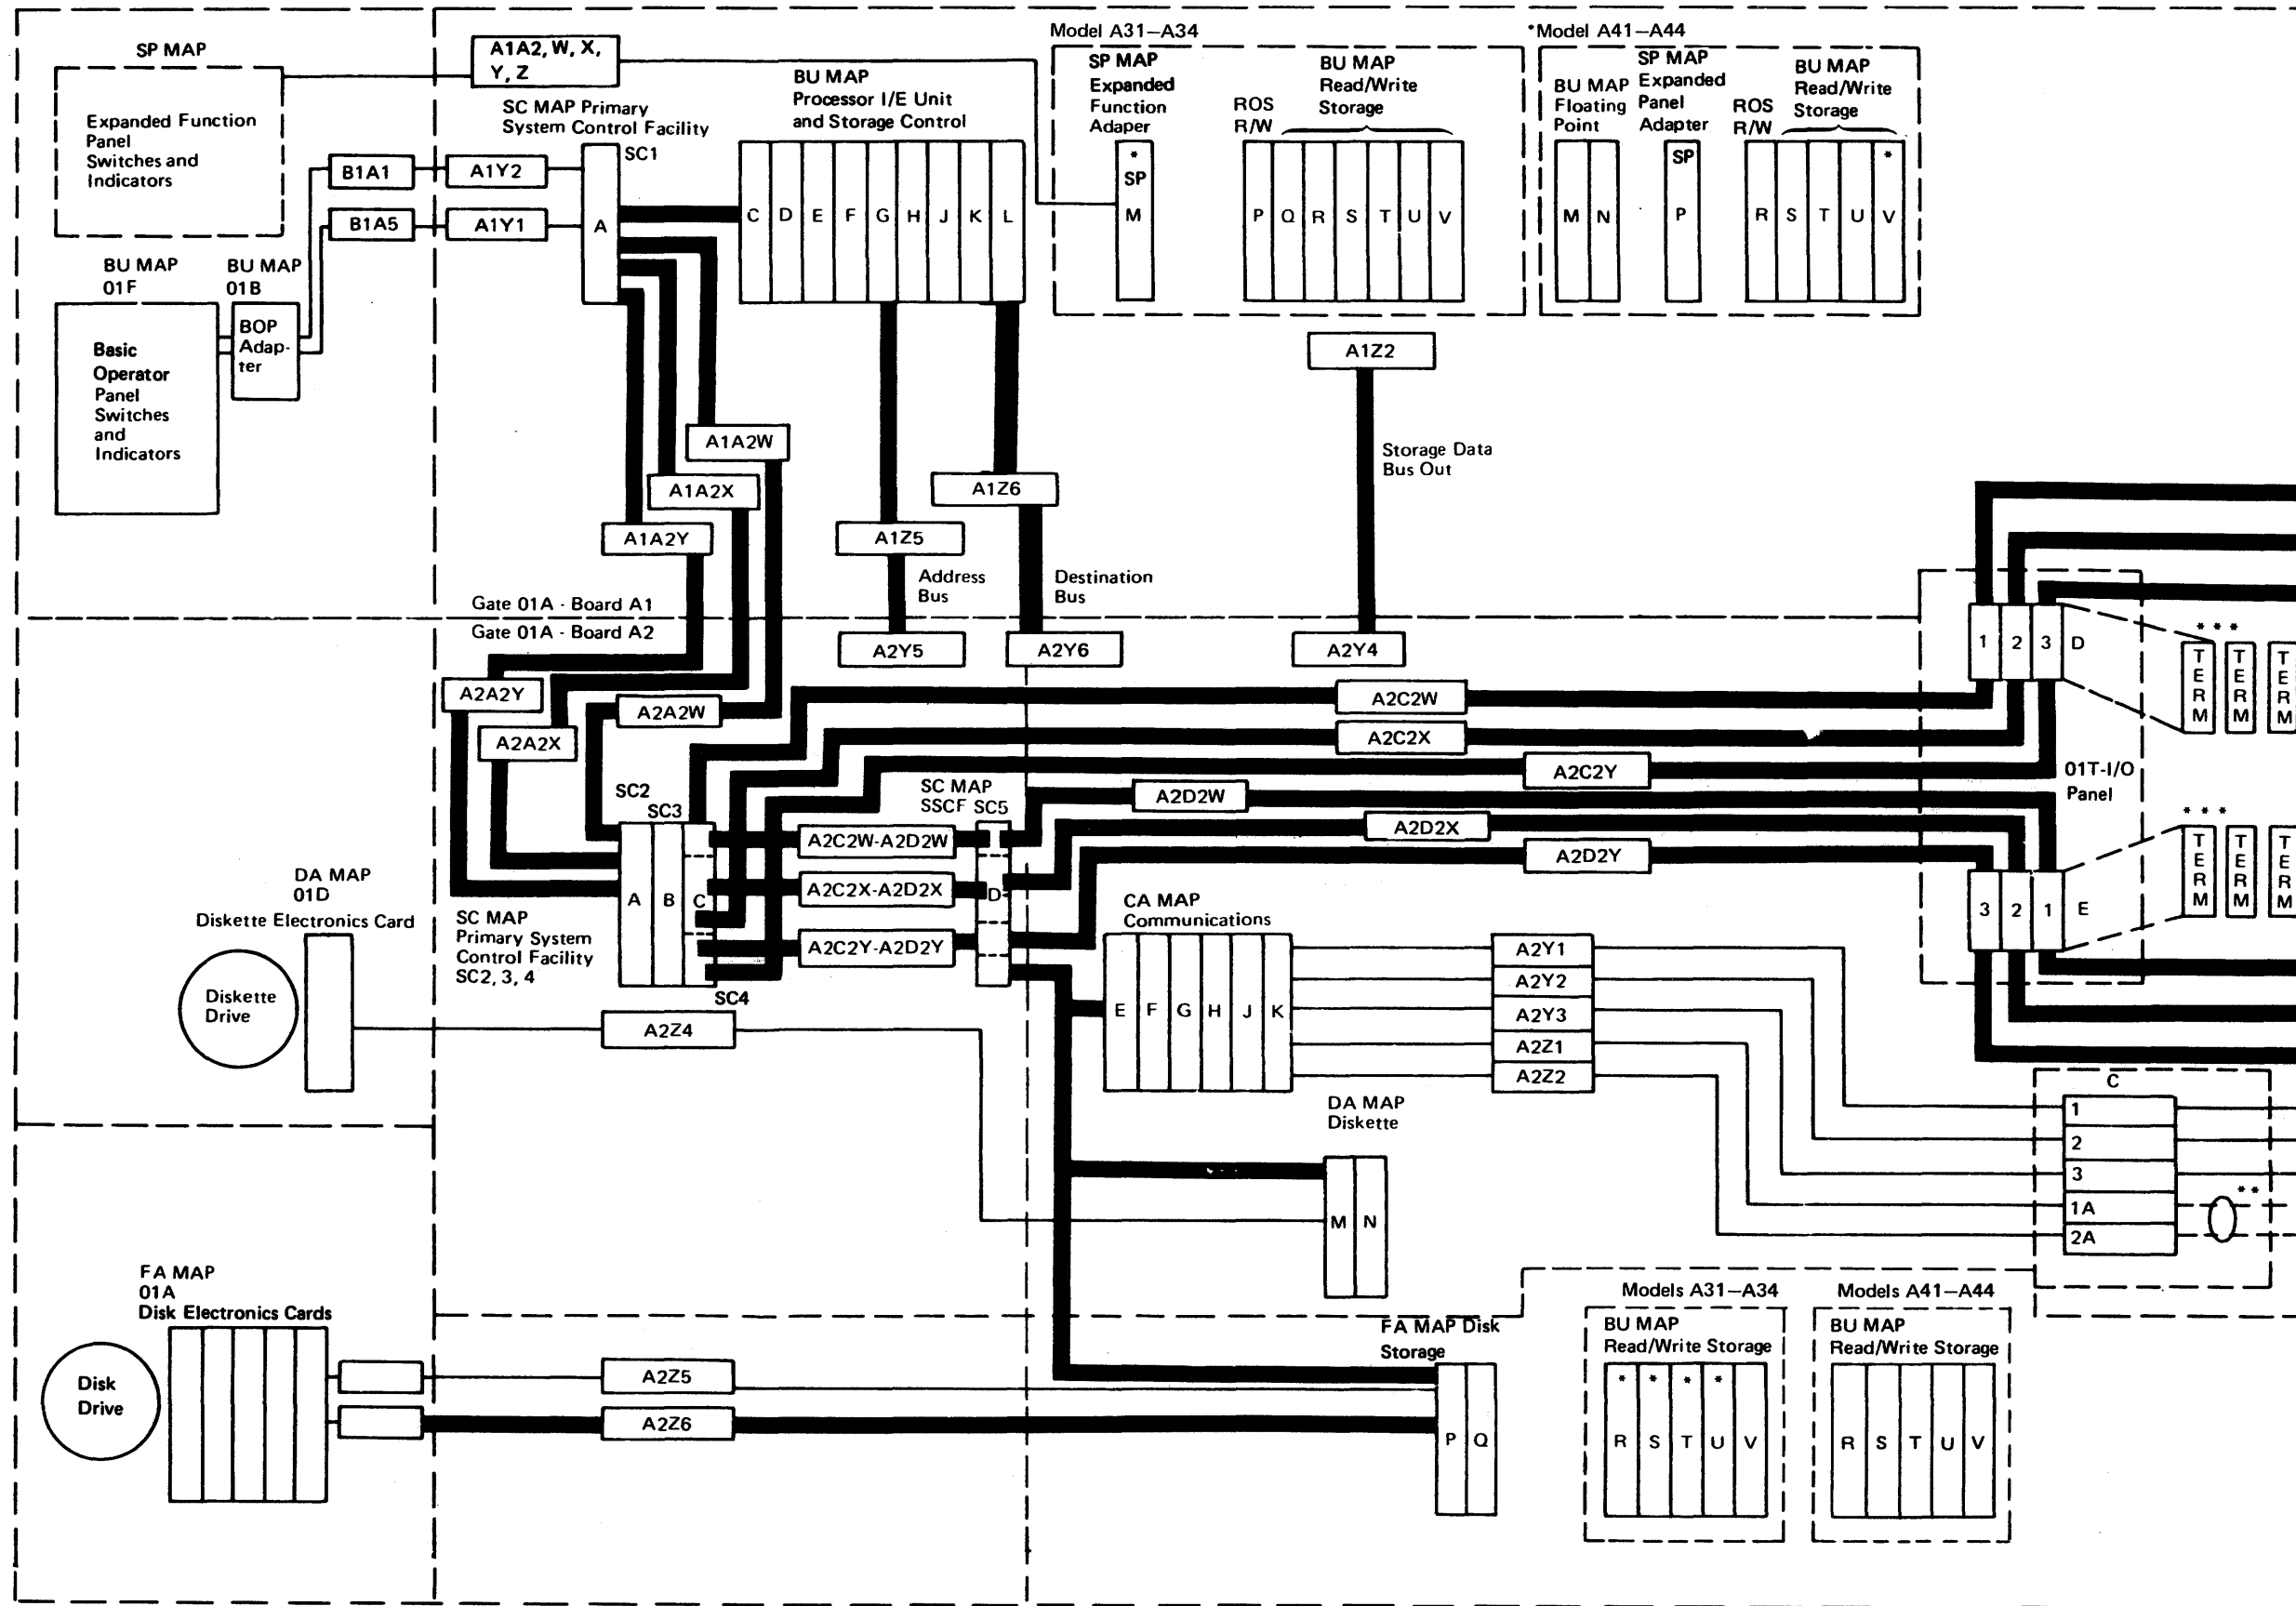 SP MAP
Expanded Function
Panel
Switches and
Indicators
A1A2, W, X,
Y, Z
SC MAP Primary
System Control Facility
SC1
A
B1A1
A1Y2
B1A5
A1Y1
BU MAP
01F
BU MAP
01B
BOP
Adap-
ter
Basic
Operator
Panel
Switches
and
Indicators
BU MAP
Processor I/E Unit
and Storage Control
C D E F G H J K L
Model A31–A34
SP MAP
Expanded
Function
Adaper
*
SP
M
ROS
R/W
BU MAP
Read/Write
Storage
P Q R S T U V
*Model A41–A44
BU MAP
Floating
Point
M N
SP MAP
Expanded
Panel
Adapter
SP
P
ROS
R/W
BU MAP
Read/Write
Storage
*
R S T U V
A1Z2
Storage Data
Bus Out
A1A2W
A1A2X
A1A2Y
A1Z6
A1Z5
Address
Bus
Destination
Bus
Gate 01A - Board A1
Gate 01A - Board A2
A2Y5
A2Y6
A2Y4
A2A2Y
A2A2X
A2A2W
A2C2W
A2C2X
A2C2Y
A2D2W
A2D2X
A2D2Y
1 2 3 D
* * *
TERM TERM TERM
01T-I/O
Panel
* * *
TERM TERM TERM
3 2 1 E
SC2
SC3
SC MAP
SSCF SC5
A2C2W-A2D2W
A2C2X-A2D2X
A2C2Y-A2D2Y
A B C
D
SC4
SC MAP
Primary System
Control Facility
SC2, 3, 4
DA MAP
01D
Diskette Electronics Card
Diskette
Drive
A2Z4
CA MAP
Communications
E F G H J K
A2Y1
A2Y2
A2Y3
A2Z1
A2Z2
C
1
2
3
1A
2A
* *
DA MAP
Diskette
M N
FA MAP
01A
Disk Electronics Cards
Disk
Drive
A2Z5
A2Z6
FA MAP Disk
Storage
P Q
Models A31–A34
BU MAP
Read/Write Storage
* * * *
R S T U V
Models A41–A44
BU MAP
Read/Write Storage
R S T U V